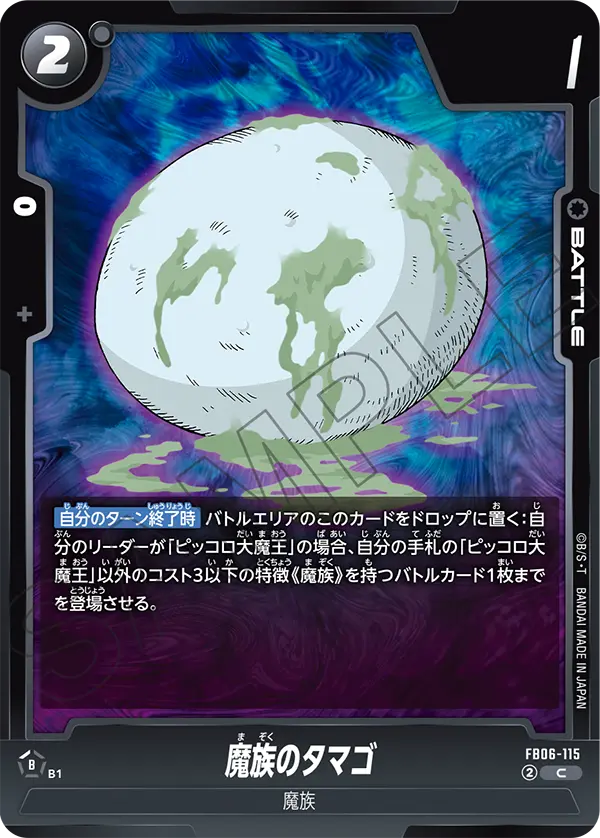 2
1
0
+
BATTLE
SAMPLE
自分のターン終了時 バトルエリアのこのカードをドロップに置く：自
分のリーダーが「ピッコロ大魔王」の場合、自分の手札の「ピッコロ大
魔王」以外のコスト3以下の特徴《魔族》を持つバトルカード1枚まで
を登場させる。
©B/S・T BANDAI MADE IN JAPAN
まぞく
魔族のタマゴ
FB06-115
B
B1
2 C
魔族